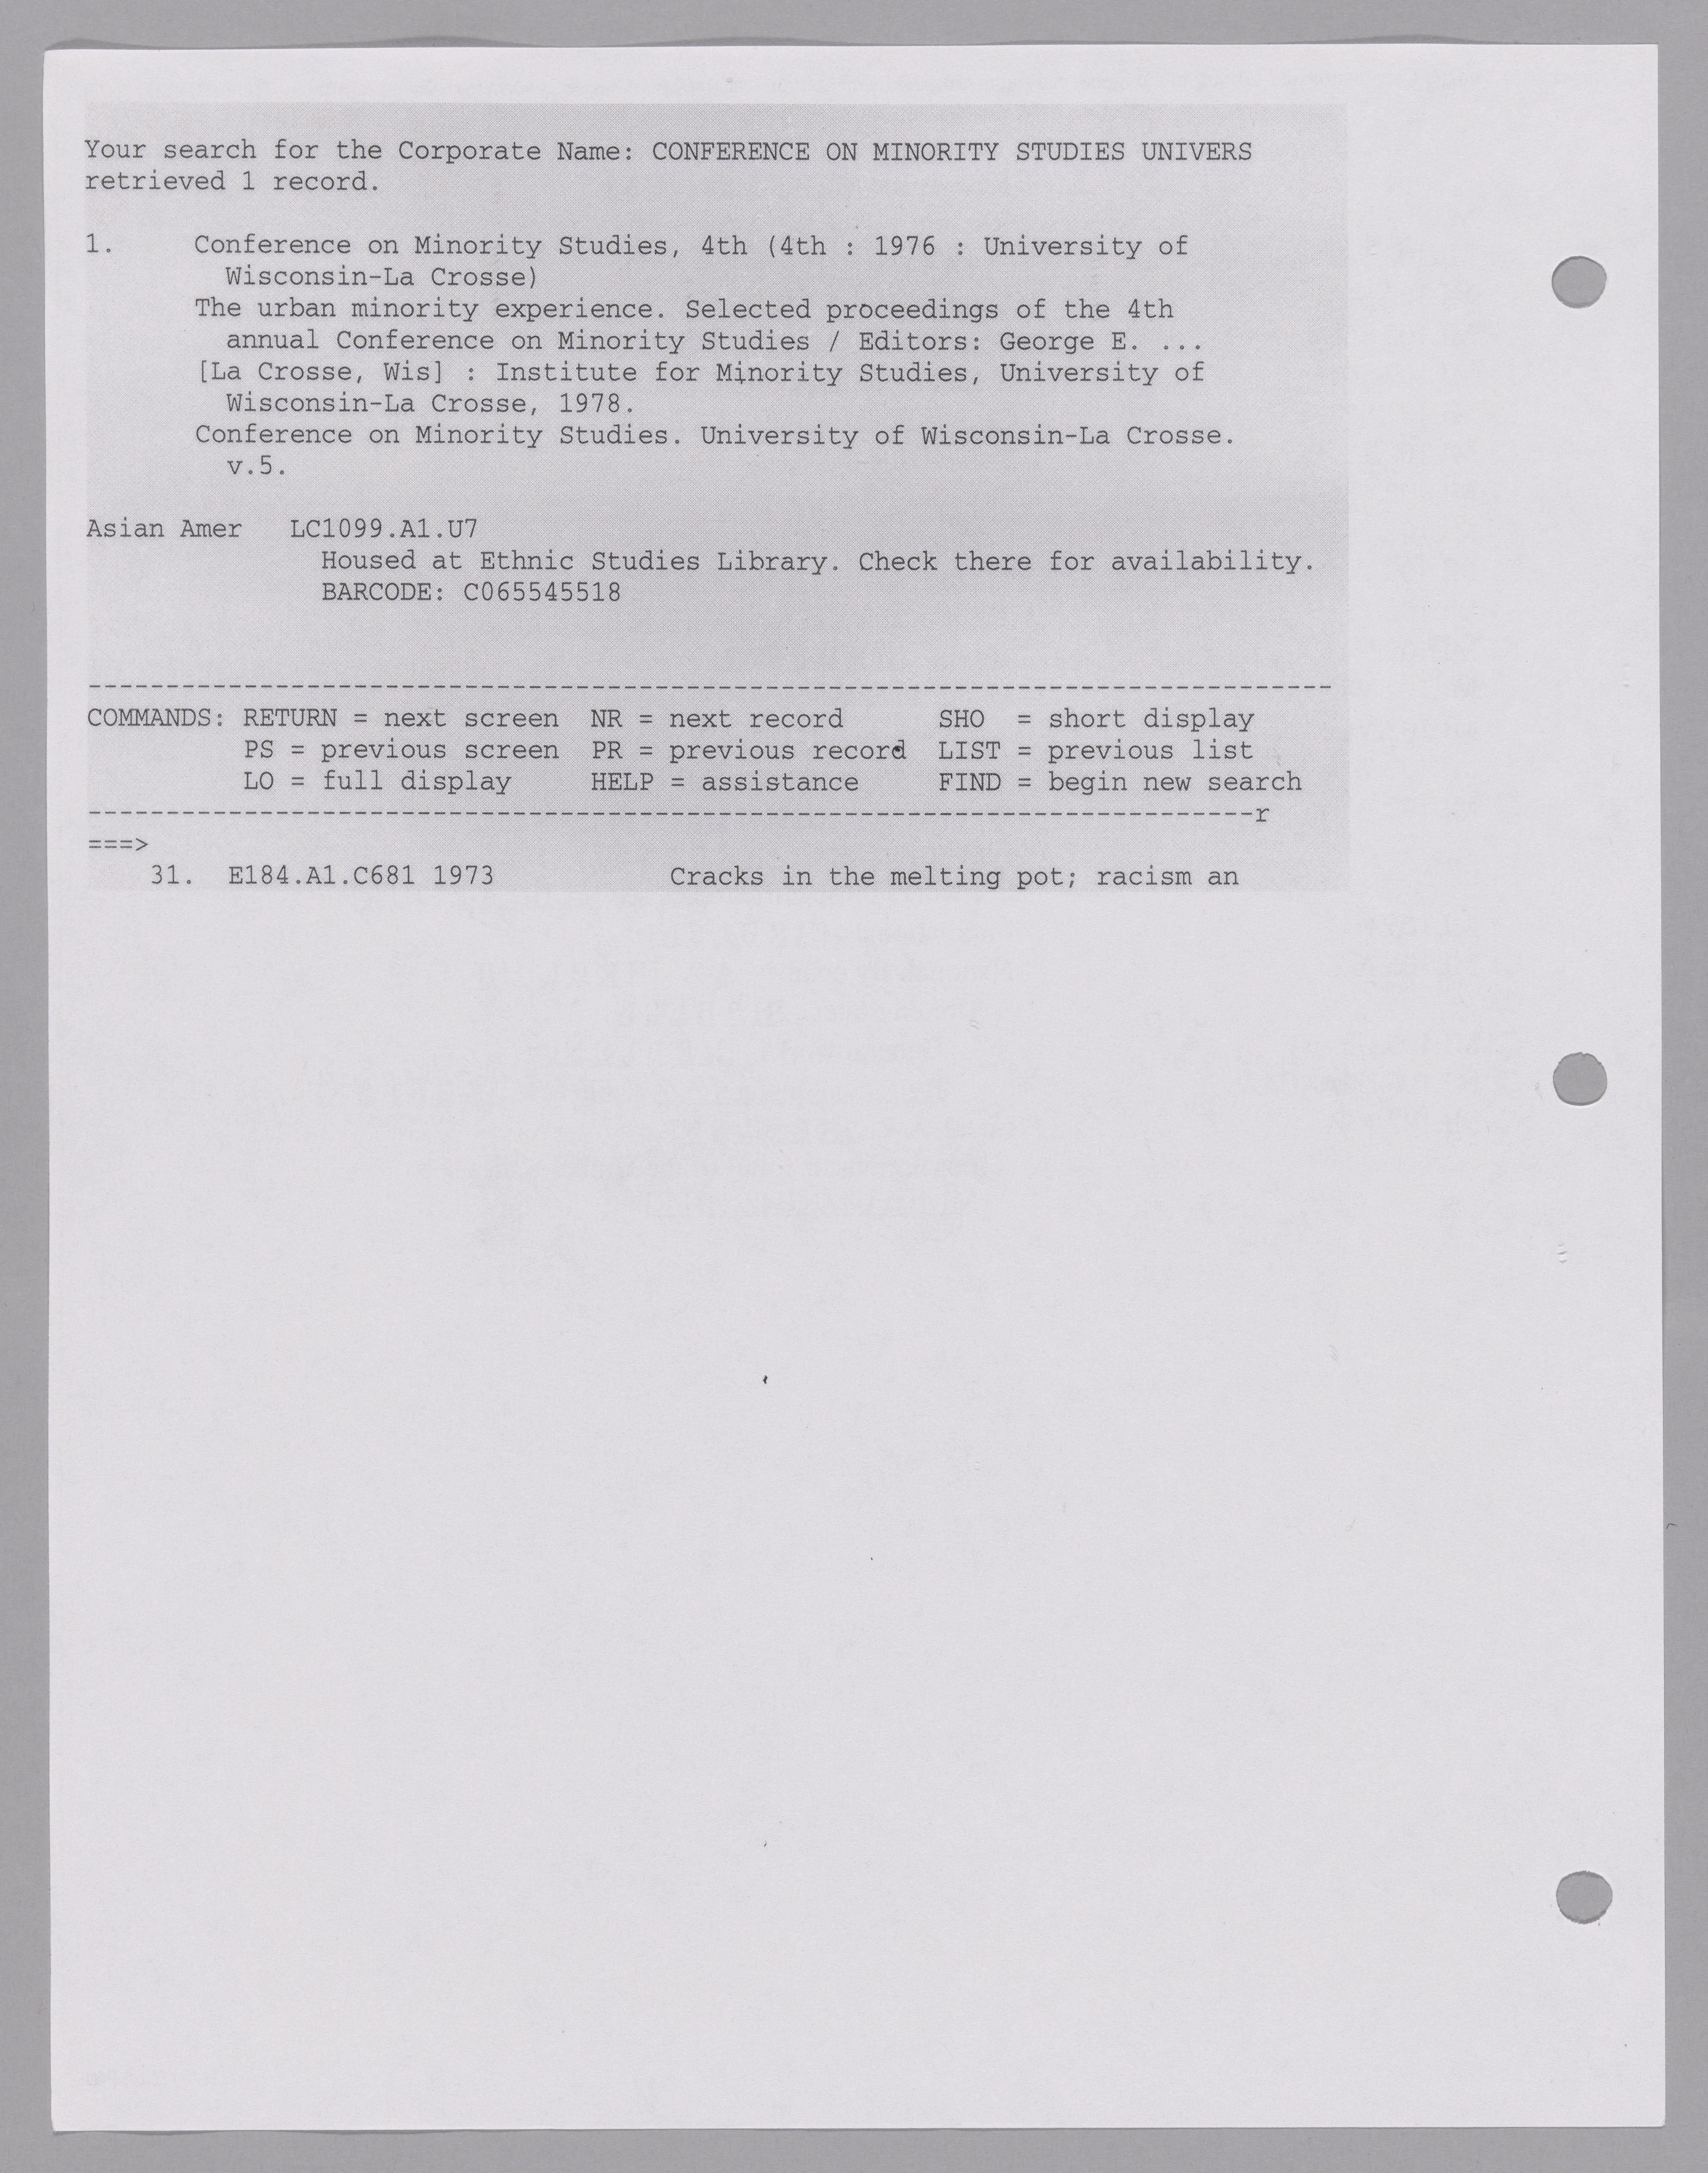 Your search for the Corporate Name: CONFERENCE ON MINORITY STUDIES UNIVERS
retrieved 1 record.
1. Conference on Minority Studies, 4th (4th : 1976 : University of
Wisconsin-La Crosse)
The urban minority experience. Selected proceedings of the 4th
annual Conference on Minority Studies / Editors: George E. ...
[La Crosse, Wis] : Institute for Minority Studies, University of
Wisconsin-La Crosse, 1978.
Conference on Minority Studies. University of Wisconsin-La Crosse.
v.5.
Asian Amer LC1099.A1.U7
Housed at Ethnic Studies Library. Check there for availability.
BARCODE: C065545518
-------------------------------------------------------------------------------
COMMANDS: RETURN = next screen NR = next record SHO = short display
PS = previous screen PR = previous record LIST = previous list
LO = full display HELP = assistance FIND = begin new search
--------------------------------------------------------------------------r
===>
31. E184.A1.C681 1973 Cracks in the melting pot; racism an